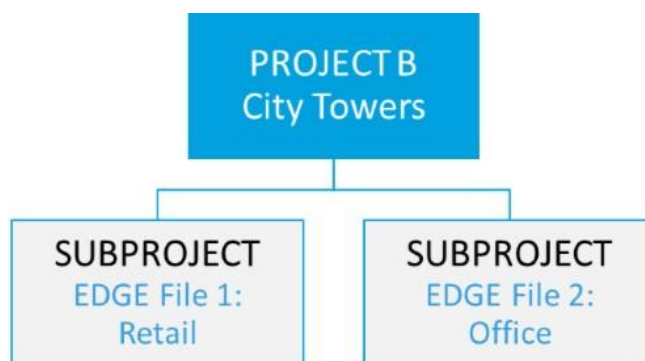 PROJECT B
City Towers
SUBPROJECT
EDGE File 1:
Retail
SUBPROJECT
EDGE File 2:
Office